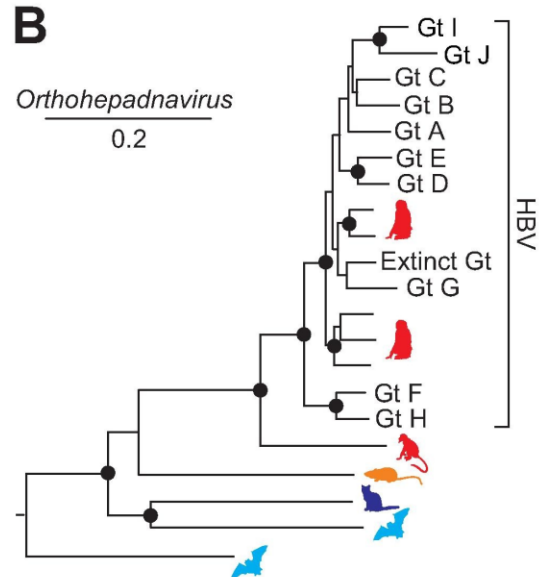 B
Orthohepadnavirus
0.2
Gt I
Gt J
Gt C
Gt B
Gt A
Gt E
Gt D
Extinct Gt
Gt G
Gt F
Gt H
HBV